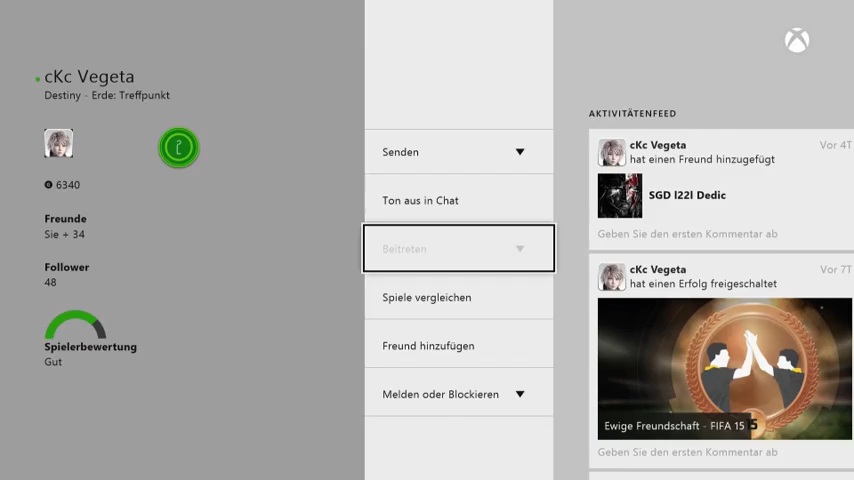 cKc Vegeta
Destiny - Erde: Treffpunkt
6340
Freunde
Sie + 34
Follower
48
Spielerbewertung
Gut
Senden
Ton aus in Chat
Beitreten
Spiele vergleichen
Freund hinzufügen
Melden oder Blockieren
AKTIVITÄTENFEED
cKc Vegeta
Vor 4T
hat einen Freund hinzugefügt
SGD l22l Dedic
Geben Sie den ersten Kommentar ab
cKc Vegeta
Vor 7T
hat einen Erfolg freigeschaltet
Ewige Freundschaft - FIFA 15
Geben Sie den ersten Kommentar ab